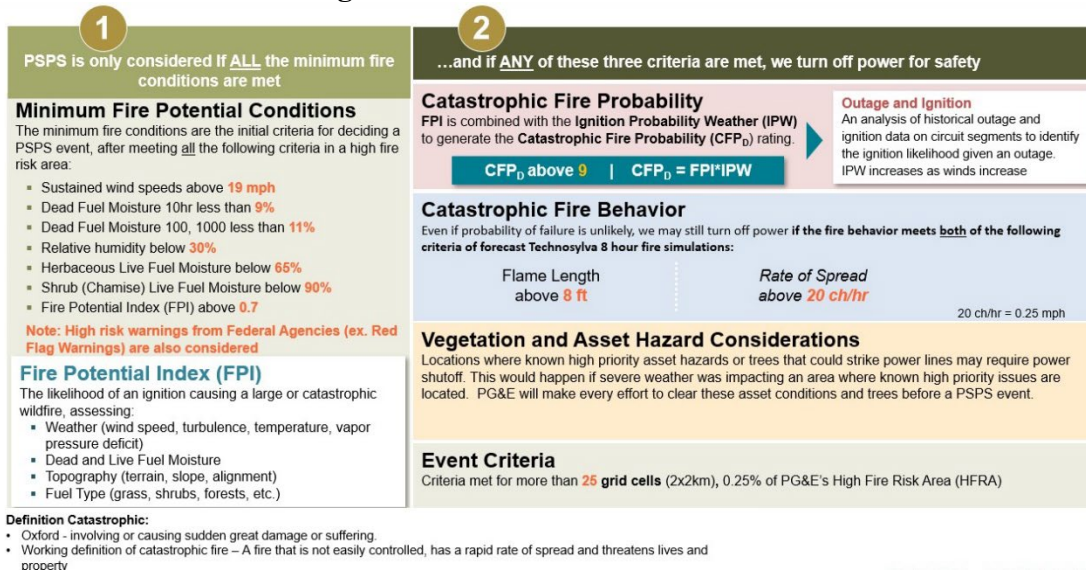 1
PSPS is only considered If ALL the minimum fire
conditions are met
Minimum Fire Potential Conditions
The minimum fire conditions are the initial criteria for deciding a
PSPS event, after meeting all the following criteria in a high fire
risk area:
▪ Sustained wind speeds above 19 mph
▪ Dead Fuel Moisture 10hr less than 9%
▪ Dead Fuel Moisture 100, 1000 less than 11%
▪ Relative humidity below 30%
▪ Herbaceous Live Fuel Moisture below 65%
▪ Shrub (Chamise) Live Fuel Moisture below 90%
▪ Fire Potential Index (FPI) above 0.7
Note: High risk warnings from Federal Agencies (ex. Red
Flag Warnings) are also considered
Fire Potential Index (FPI)
The likelihood of an ignition causing a large or catastrophic
wildfire, assessing:
▪ Weather (wind speed, turbulence, temperature, vapor
pressure deficit)
▪ Dead and Live Fuel Moisture
▪ Topography (terrain, slope, alignment)
▪ Fuel Type (grass, shrubs, forests, etc.)
2
…and if ANY of these three criteria are met, we turn off power for safety
Catastrophic Fire Probability
FPI is combined with the Ignition Probability Weather (IPW)
to generate the Catastrophic Fire Probability (CFPD) rating.
CFPD above 9 | CFPD = FPI*IPW
Outage and Ignition
An analysis of historical outage and
ignition data on circuit segments to identify
the ignition likelihood given an outage.
IPW increases as winds increase
Catastrophic Fire Behavior
Even if probability of failure is unlikely, we may still turn off power if the fire behavior meets both of the following
criteria of forecast Technosylva 8 hour fire simulations:
Flame Length
above 8 ft
Rate of Spread
above 20 ch/hr
20 ch/hr = 0.25 mph
Vegetation and Asset Hazard Considerations
Locations where known high priority asset hazards or trees that could strike power lines may require power
shutoff. This would happen if severe weather was impacting an area where known high priority issues are
located. PG&E will make every effort to clear these asset conditions and trees before a PSPS event.
Event Criteria
Criteria met for more than 25 grid cells (2x2km), 0.25% of PG&E's High Fire Risk Area (HFRA)
Definition Catastrophic:
• Oxford - involving or causing sudden great damage or suffering.
• Working definition of catastrophic fire – A fire that is not easily controlled, has a rapid rate of spread and threatens lives and
property